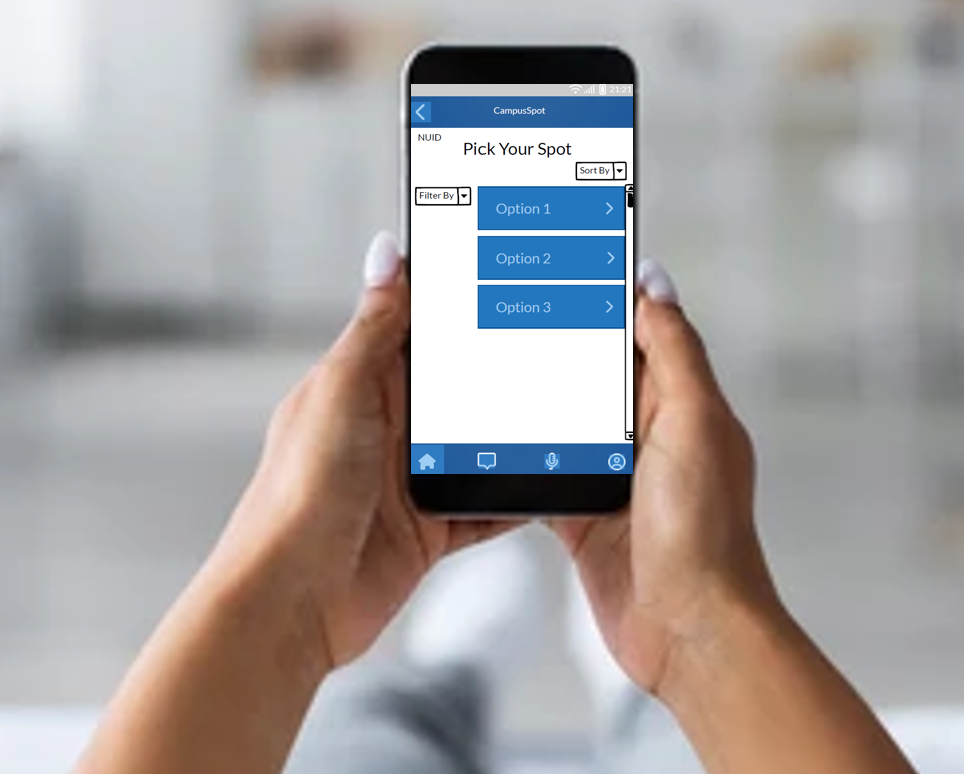 21:21
CampusSpot
NUID
Pick Your Spot
Sort By
Filter By
Option 1
Option 2
Option 3